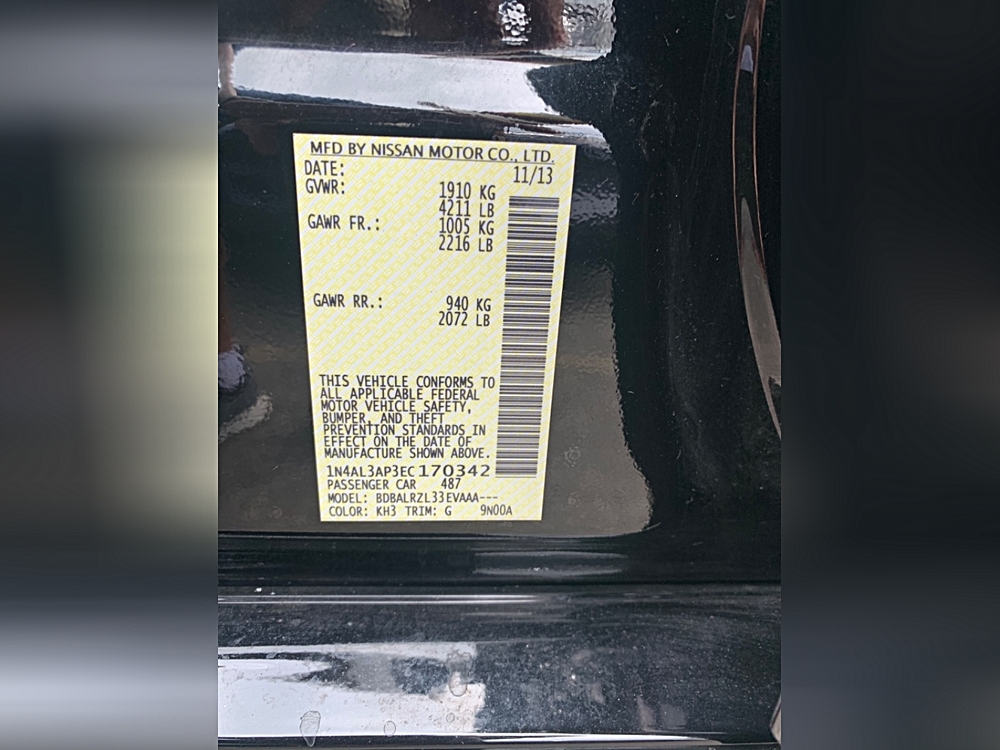 MFD BY NISSAN MOTOR CO., LTD.
DATE: 11/13
GVWR: 1910 KG
4211 LB
GAWR FR.: 1005 KG
2216 LB
GAWR RR.: 940 KG
2072 LB
THIS VEHICLE CONFORMS TO
ALL APPLICABLE FEDERAL
MOTOR VEHICLE SAFETY,
BUMPER, AND THEFT
PREVENTION STANDARDS IN
EFFECT ON THE DATE OF
MANUFACTURE SHOWN ABOVE.
1N4AL3AP3EC170342
PASSENGER CAR 487
MODEL: BDBALRZL33EVAAA---
COLOR: KH3 TRIM: G 9N00A